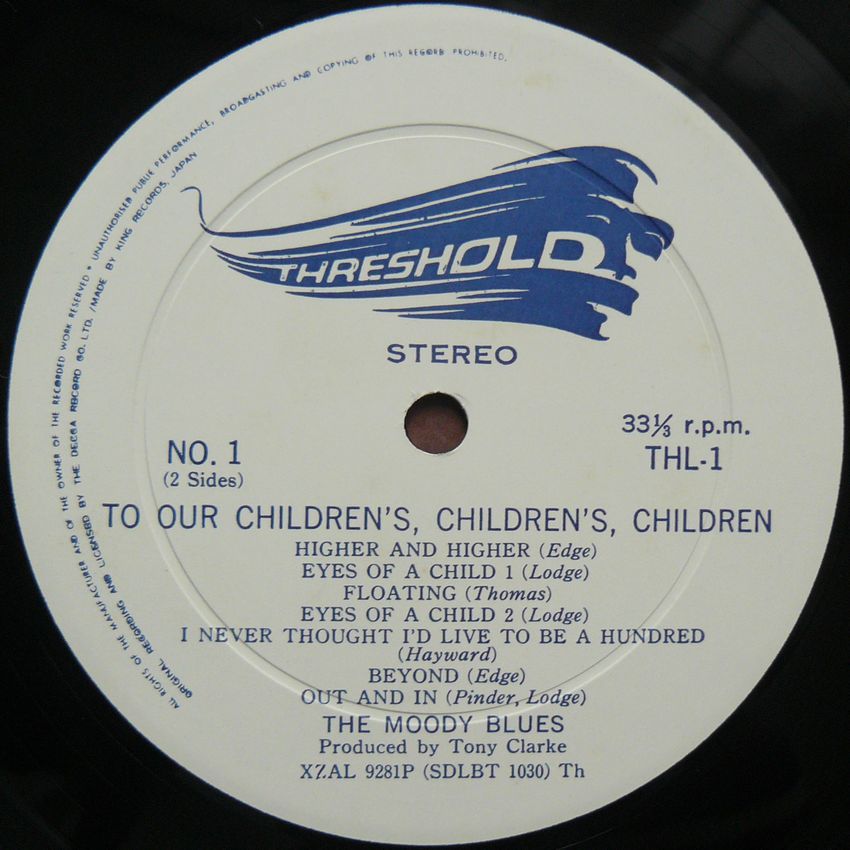 ALL RIGHTS OF THE MANUFACTURER AND OF THE OWNER OF THE RECORDED WORK RESERVED • UNAUTHORISED PUBLIC PERFORMANCE, BROADCASTING AND COPYING OF THIS RECORD PROHIBITED.
ORIGINAL RECORDING AND LICENSED BY THE DECCA RECORD CO. LTD. / MADE BY KING RECORDS, JAPAN
THRESHOLD
STEREO
33⅓ r.p.m.
NO. 1
THL-1
(2 Sides)
TO OUR CHILDREN'S, CHILDREN'S, CHILDREN
HIGHER AND HIGHER (Edge)
EYES OF A CHILD 1 (Lodge)
FLOATING (Thomas)
EYES OF A CHILD 2 (Lodge)
I NEVER THOUGHT I'D LIVE TO BE A HUNDRED
(Hayward)
BEYOND (Edge)
OUT AND IN (Pinder, Lodge)
THE MOODY BLUES
Produced by Tony Clarke
XZAL 9281P (SDLBT 1030) Th